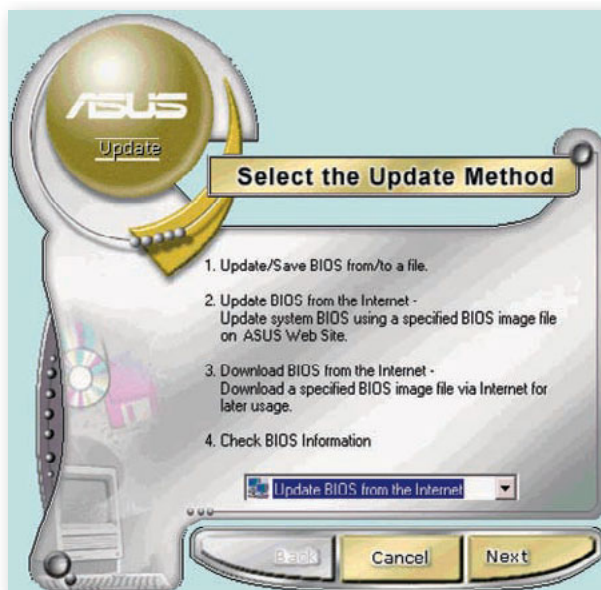 ASUS
Update
Select the Update Method
1. Update/Save BIOS from/to a file.
2. Update BIOS from the Internet -
Update system BIOS using a specified BIOS image file
on ASUS Web Site.
3. Download BIOS from the Internet -
Download a specified BIOS image file via Internet for
later usage.
4. Check BIOS Information
Update BIOS from the Internet
Back
Cancel
Next